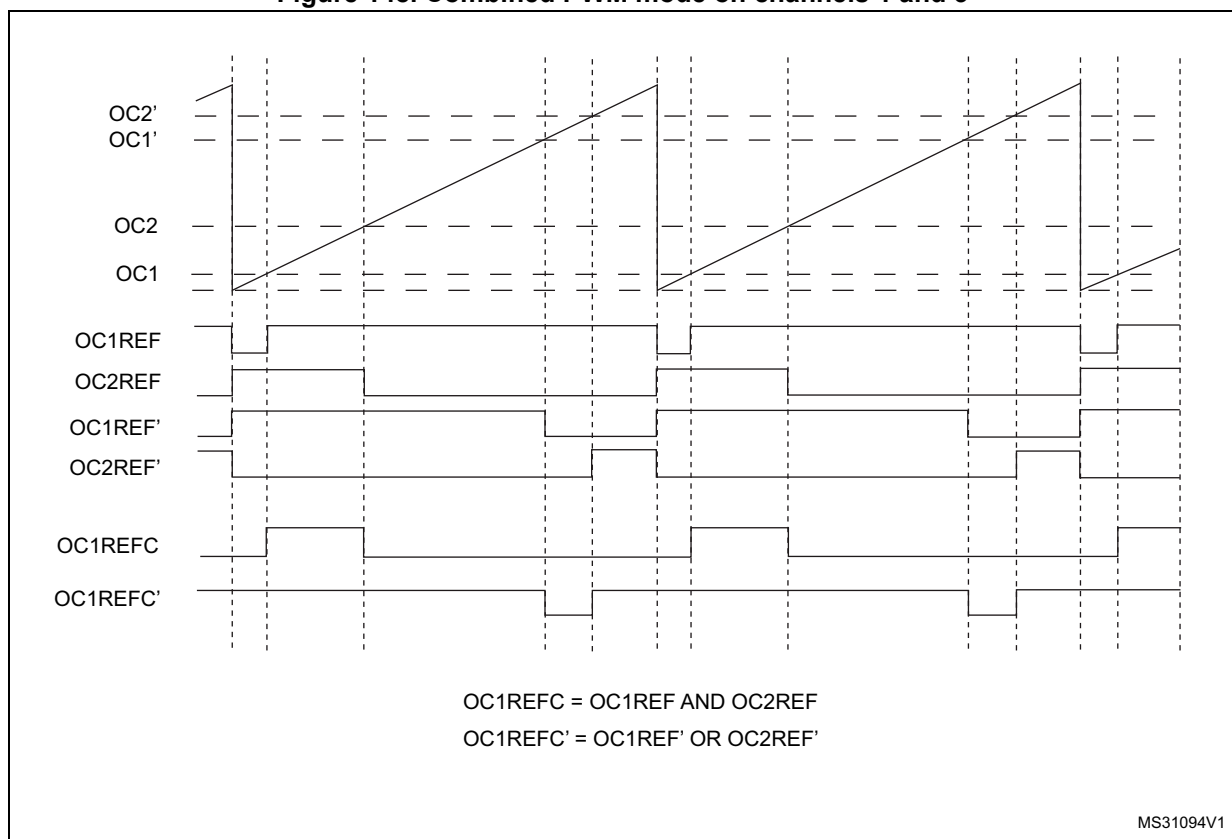 OC2'
OC1'
OC2
OC1
OC1REF
OC2REF
OC1REF'
OC2REF'
OC1REFC
OC1REFC'
OC1REFC = OC1REF AND OC2REF
OC1REFC' = OC1REF' OR OC2REF'
MS31094V1